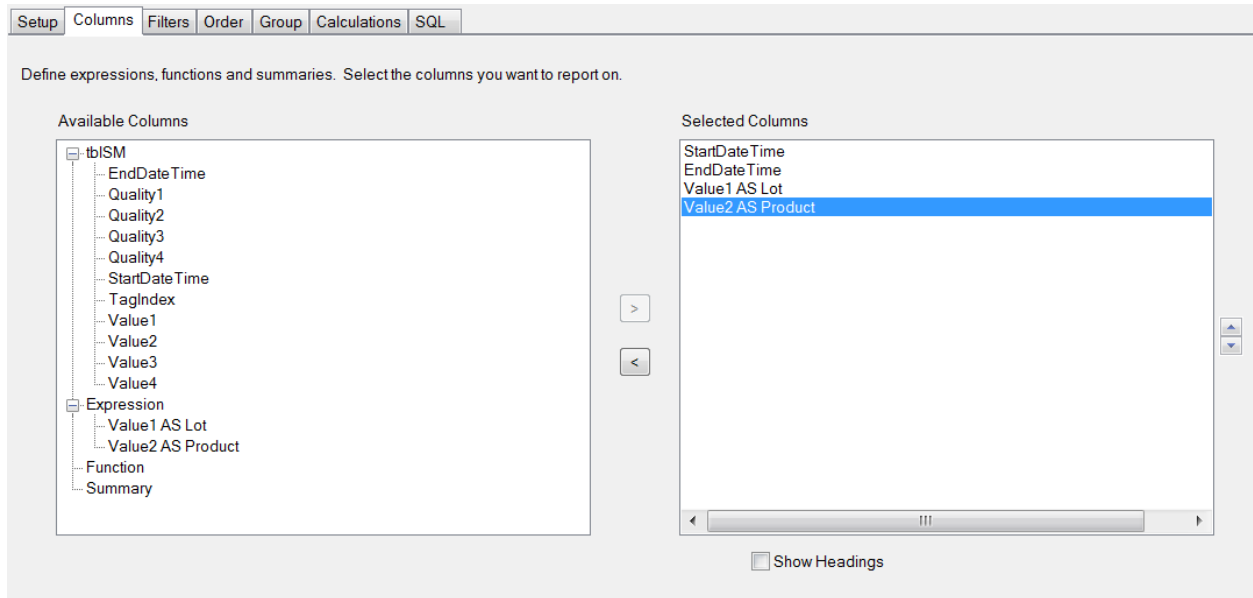 Setup Columns Filters Order Group Calculations SQL
Define expressions, functions and summaries. Select the columns you want to report on.
Available Columns
tblSM
EndDateTime
Quality1
Quality2
Quality3
Quality4
StartDateTime
TagIndex
Value1
Value2
Value3
Value4
Expression
Value1 AS Lot
Value2 AS Product
Function
Summary
>
<
Selected Columns
StartDateTime
EndDateTime
Value1 AS Lot
Value2 AS Product
Show Headings